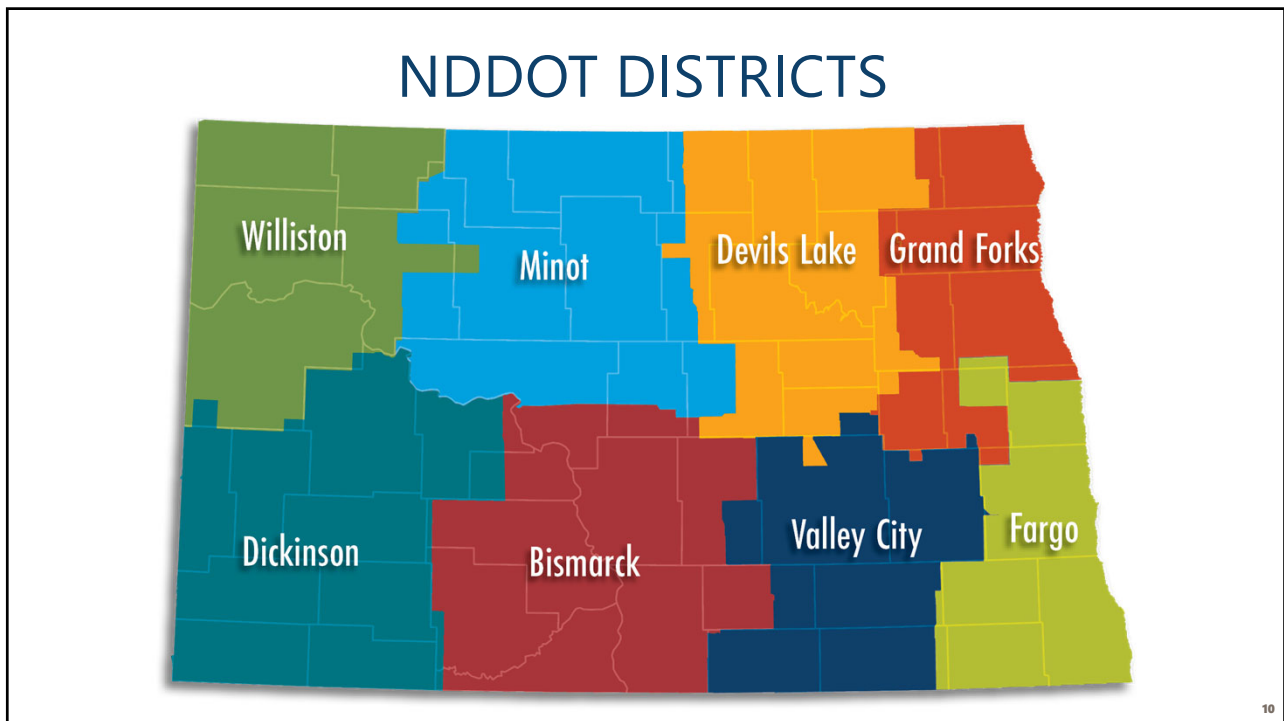 NDDOT DISTRICTS
Williston
Minot
Devils Lake
Grand Forks
Dickinson
Bismarck
Valley City
Fargo
10